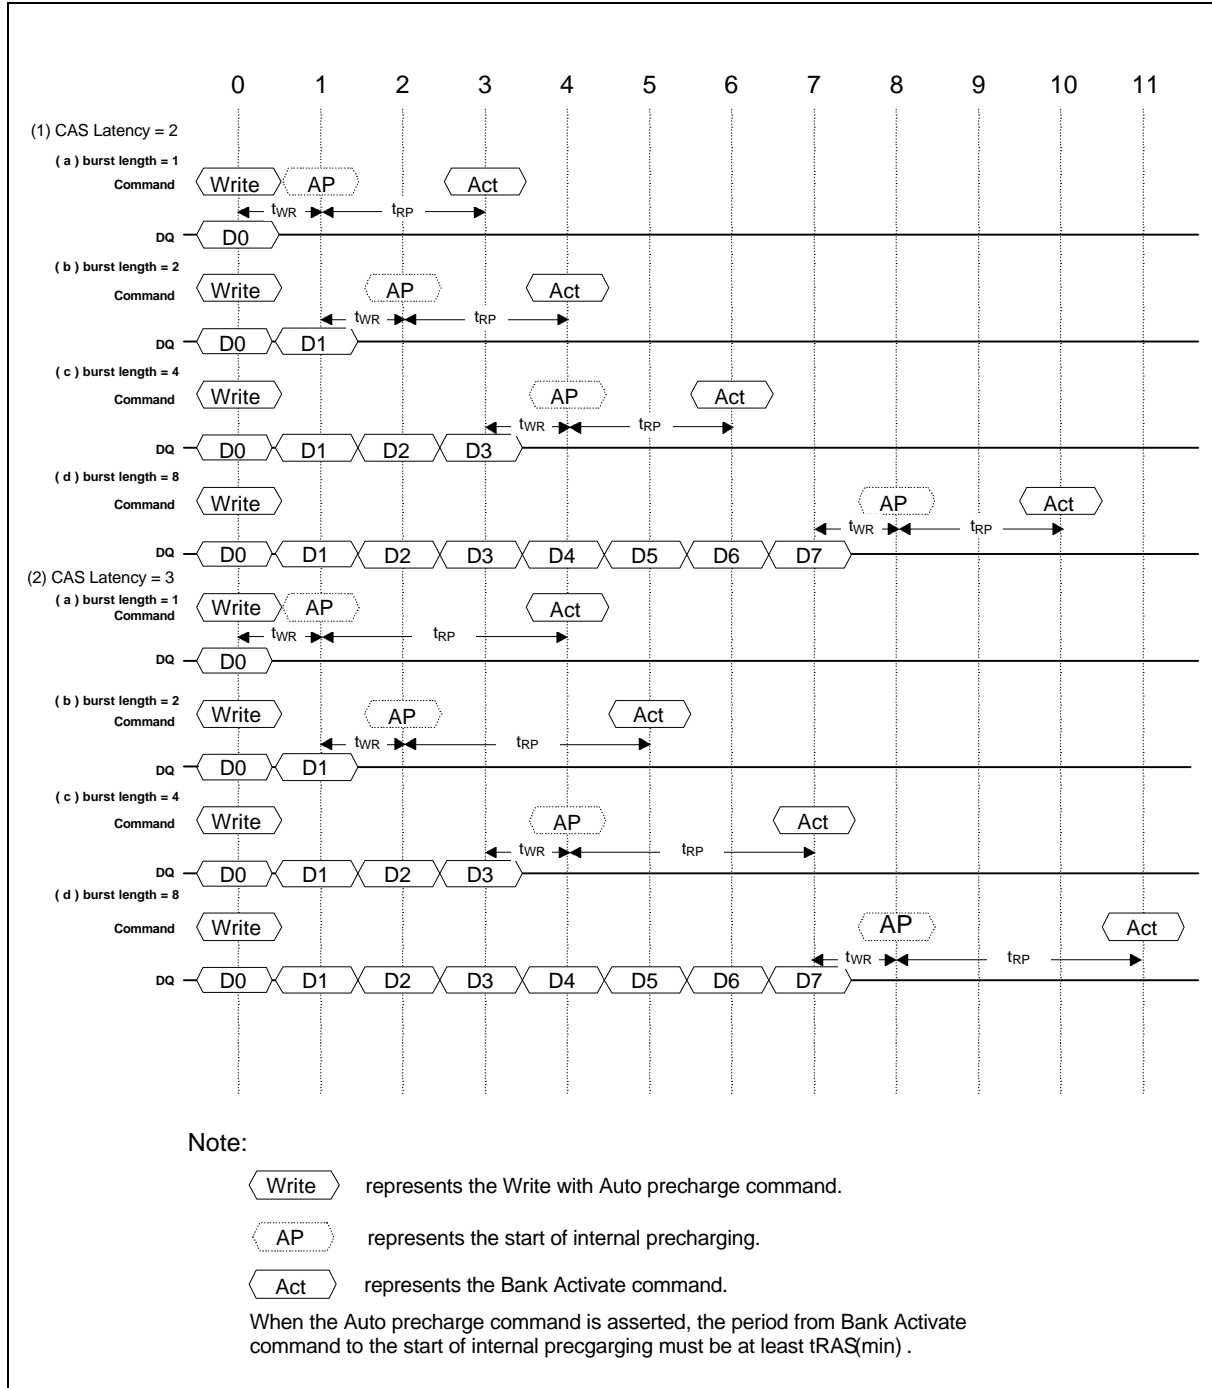 0 1 2 3 4 5 6 7 8 9 10 11
(1) CAS Latency = 2
( a ) burst length = 1
Command Write AP Act
tWR tRP
DQ D0
( b ) burst length = 2
Command Write AP Act
tWR tRP
DQ D0 D1
( c ) burst length = 4
Command Write AP Act
tWR tRP
DQ D0 D1 D2 D3
( d ) burst length = 8
Command Write AP Act
tWR tRP
DQ D0 D1 D2 D3 D4 D5 D6 D7
(2) CAS Latency = 3
( a ) burst length = 1
Command Write AP Act
tWR tRP
DQ D0
( b ) burst length = 2
Command Write AP Act
tWR tRP
DQ D0 D1
( c ) burst length = 4
Command Write AP Act
tWR tRP
DQ D0 D1 D2 D3
( d ) burst length = 8
Command Write AP Act
tWR tRP
DQ D0 D1 D2 D3 D4 D5 D6 D7
Note:
Write represents the Write with Auto precharge command.
AP represents the start of internal precharging.
Act represents the Bank Activate command.
When the Auto precharge command is asserted, the period from Bank Activate
command to the start of internal precgarging must be at least tRAS(min) .